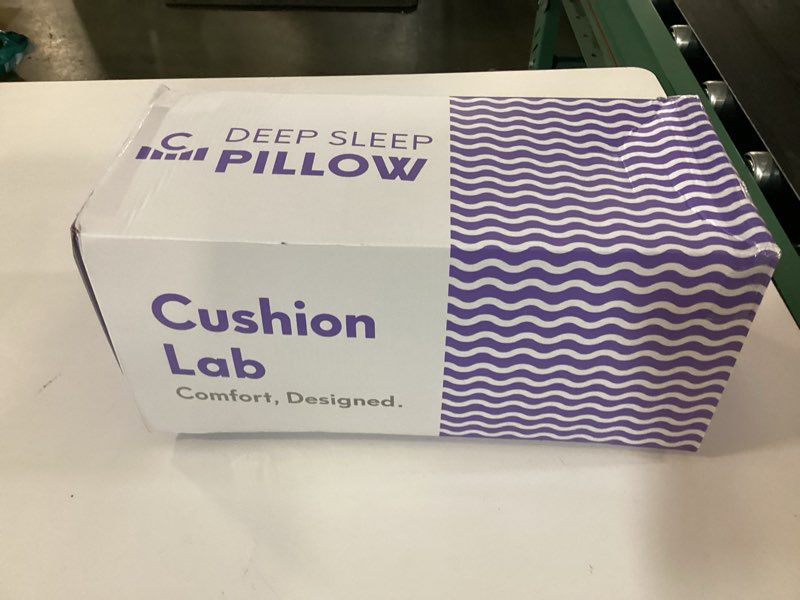 C
DEEP SLEEP
PILLOW
Cushion
Lab
Comfort, Designed.